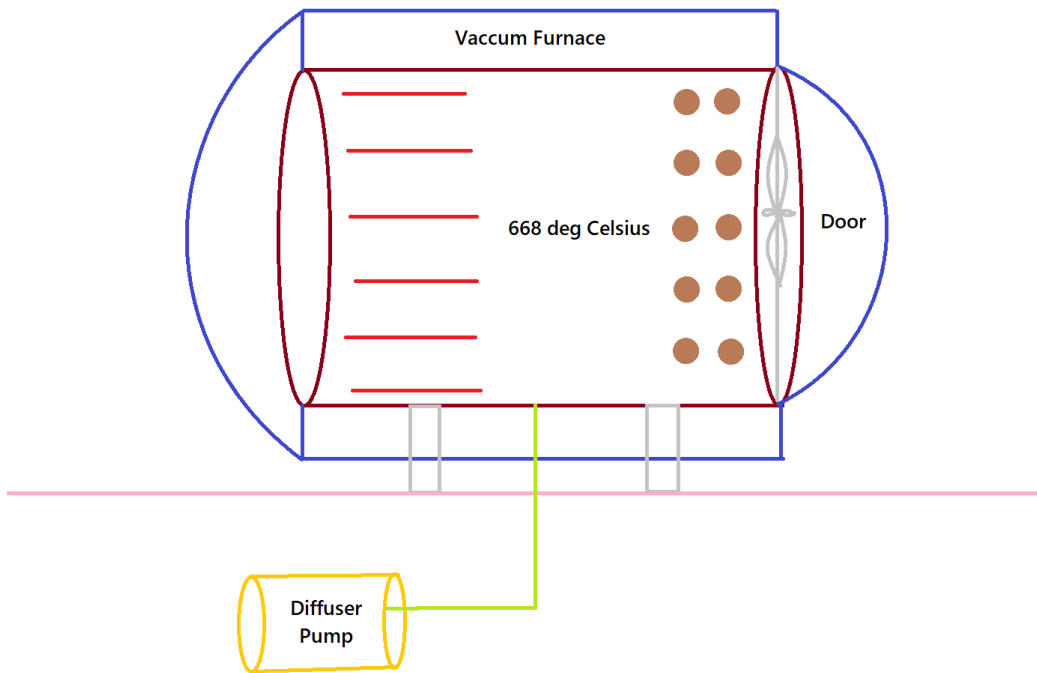 Vaccum Furnace
668 deg Celsius
Door
Diffuser
Pump